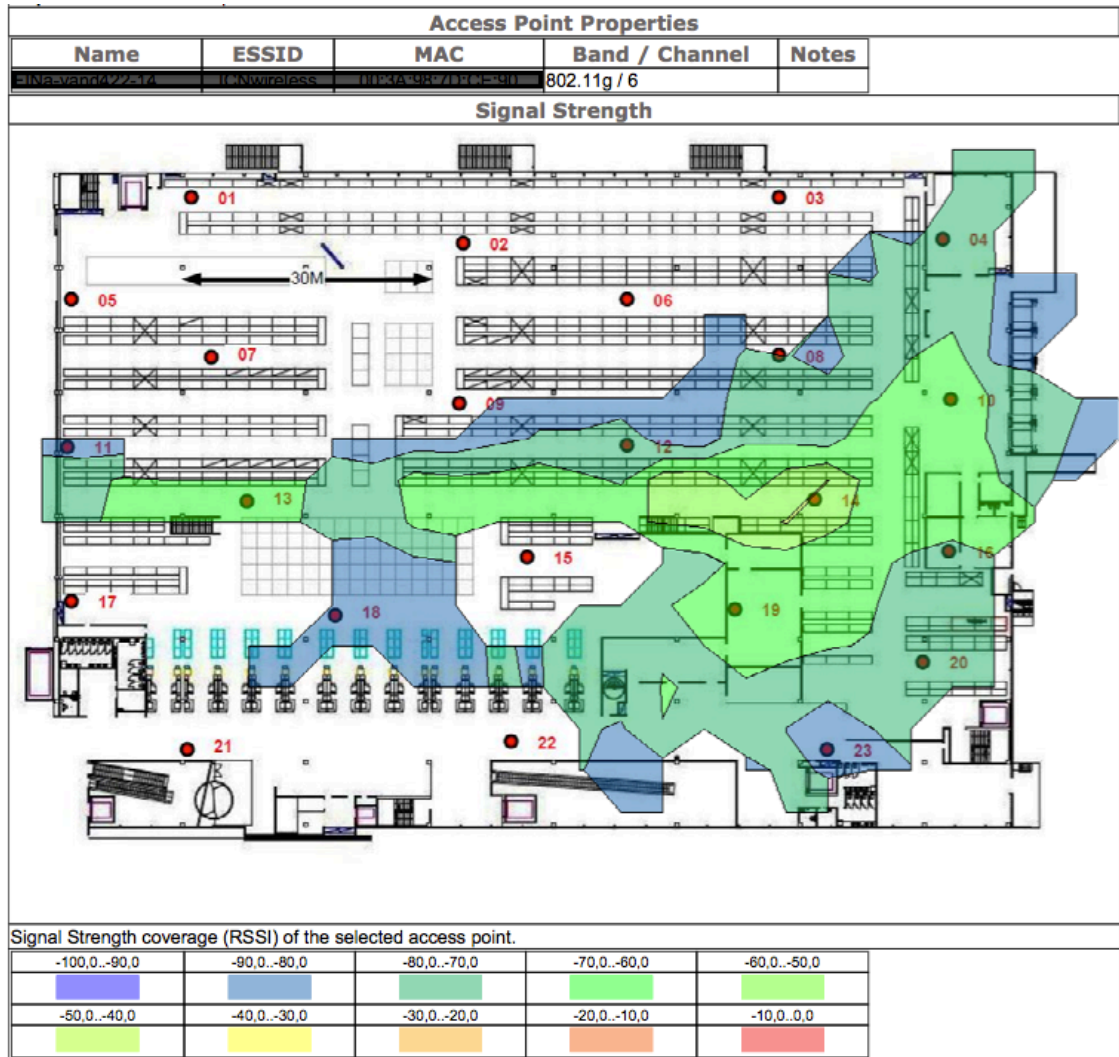 Access Point Properties
Name ESSID MAC Band / Channel Notes
802.11g / 6
Signal Strength
01
03
02
04
30M
05
06
07
08
09
10
11
12
13
14
15
16
17
18
19
20
21
22
23
Signal Strength coverage (RSSI) of the selected access point.
-100,0..-90,0 -90,0..-80,0 -80,0..-70,0 -70,0..-60,0 -60,0..-50,0
-50,0..-40,0 -40,0..-30,0 -30,0..-20,0 -20,0..-10,0 -10,0..0,0